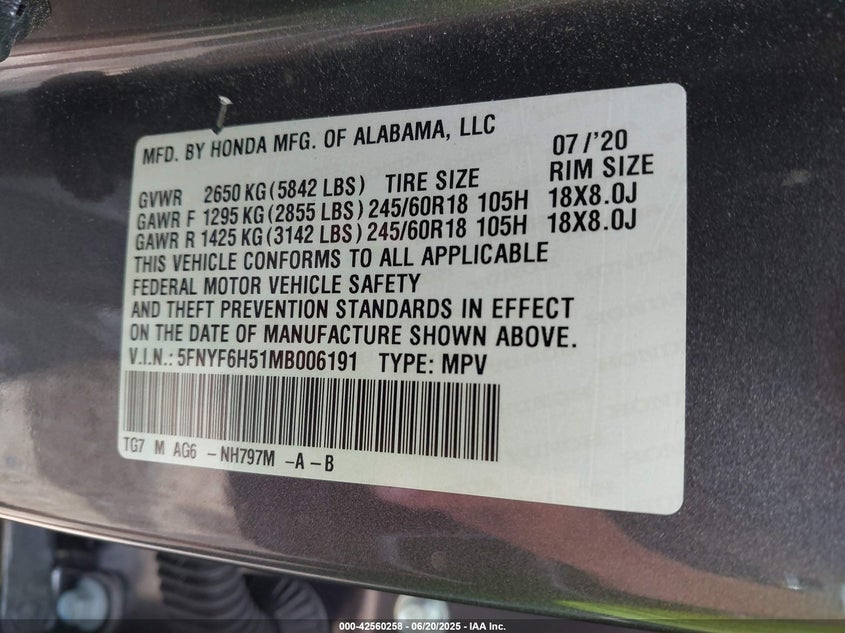 MFD. BY HONDA MFG. OF ALABAMA, LLC 07/'20
GVWR 2650 KG (5842 LBS) TIRE SIZE RIM SIZE
GAWR F 1295 KG (2855 LBS) 245/60R18 105H 18X8.0J
GAWR R 1425 KG (3142 LBS) 245/60R18 105H 18X8.0J
THIS VEHICLE CONFORMS TO ALL APPLICABLE
FEDERAL MOTOR VEHICLE SAFETY
AND THEFT PREVENTION STANDARDS IN EFFECT
ON THE DATE OF MANUFACTURE SHOWN ABOVE.
V.I.N.: 5FNYF6H51MB006191 TYPE: MPV
TG7 M AG6 - NH797M -A-B
000-42560258 - 06/20/2025 - IAA Inc.